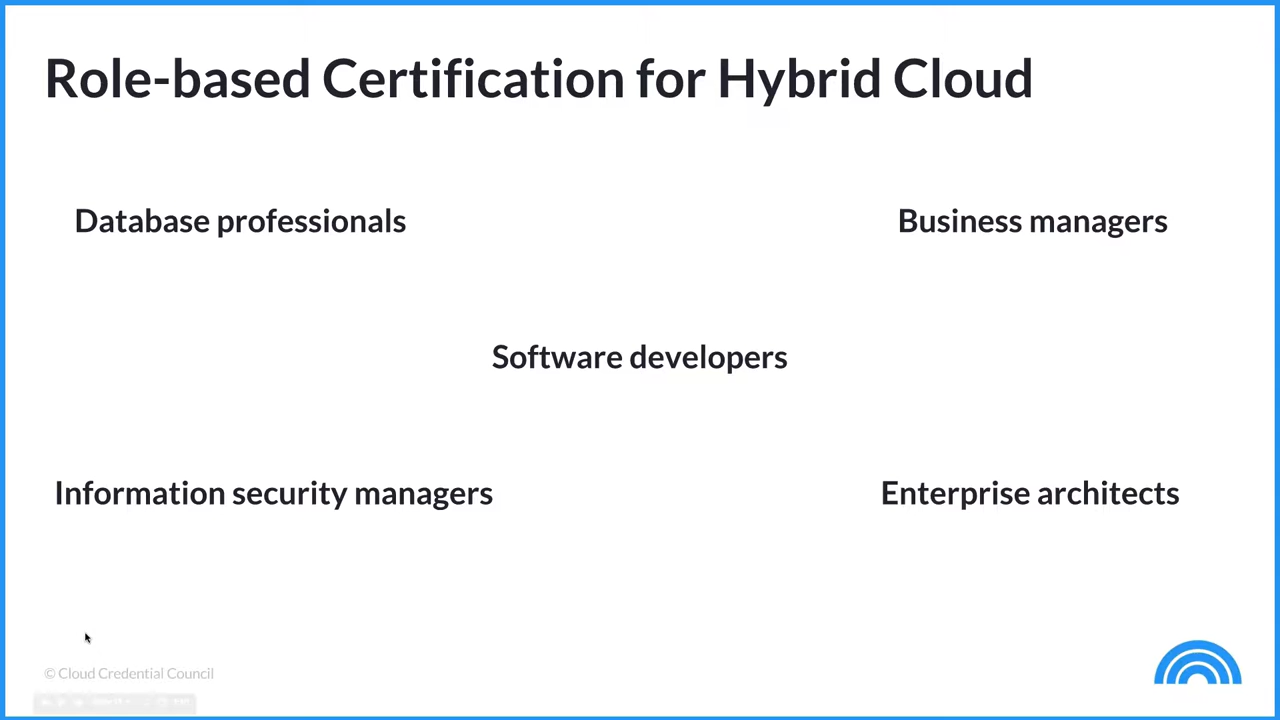 Role-based Certification for Hybrid Cloud
Database professionals
Business managers
Software developers
Information security managers
Enterprise architects
© Cloud Credential Council